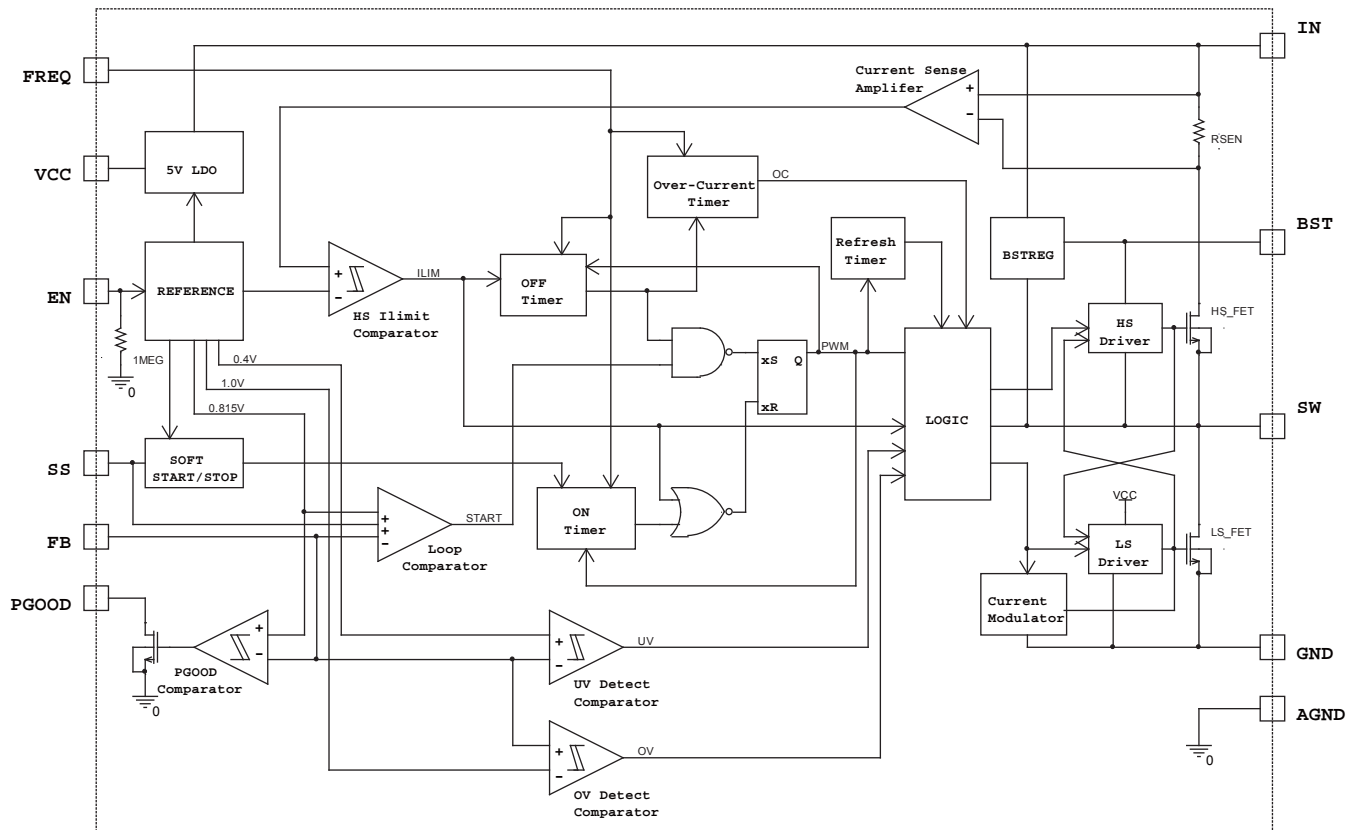 IN
FREQ
Current Sense
Amplifer
+
-
RSEN
VCC
5V LDO
Over-Current
Timer
OC
BST
Refresh
Timer
BSTREG
EN
REFERENCE
+
-
ILIM
HS Ilimit
Comparator
OFF
Timer
HS
Driver
HS_FET
1MEG
0
0.4V
1.0V
0.815V
xS
Q
xR
PWM
LOGIC
SW
SS
SOFT
START/STOP
VCC
FB
+
+
-
START
Loop
Comparator
ON
Timer
LS
Driver
LS_FET
PGOOD
Current
Modulator
+
-
PGOOD
Comparator
0
+
-
UV
UV Detect
Comparator
GND
AGND
0
+
-
OV
OV Detect
Comparator